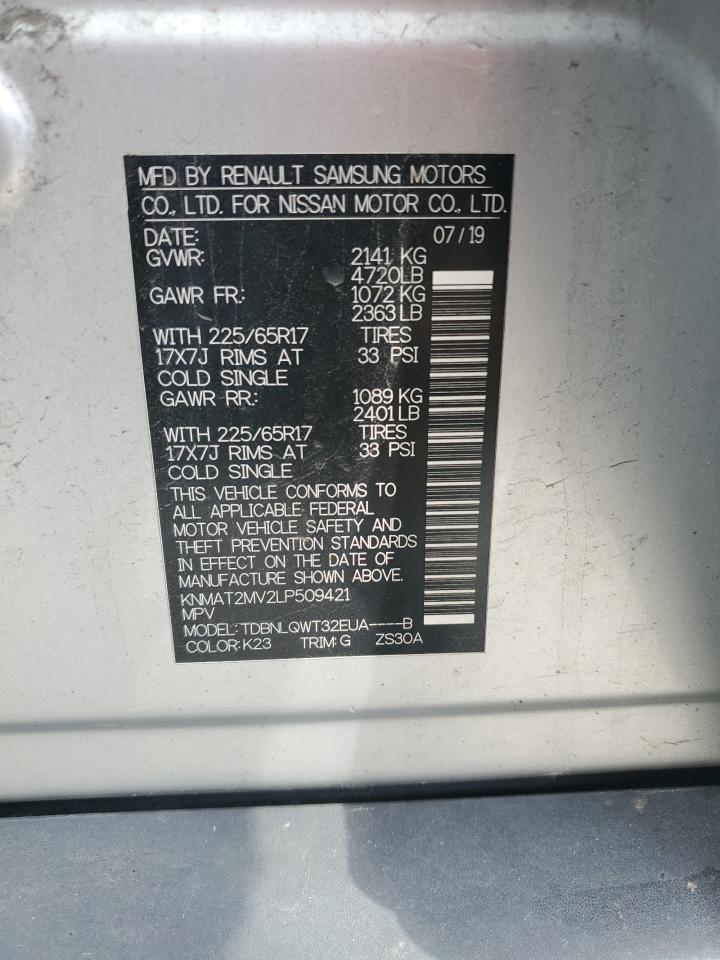 MFD BY RENAULT SAMSUNG MOTORS
CO., LTD. FOR NISSAN MOTOR CO., LTD.
DATE: 07/19
GVWR: 2141 KG
4720LB
GAWR FR.: 1072 KG
2363 LB
WITH 225/65R17 TIRES
17X7J RIMS AT 33 PSI
COLD SINGLE
GAWR RR.: 1089 KG
2401 LB
WITH 225/65R17 TIRES
17X7J RIMS AT 33 PSI
COLD SINGLE
THIS VEHICLE CONFORMS TO
ALL APPLICABLE FEDERAL
MOTOR VEHICLE SAFETY AND
THEFT PREVENTION STANDARDS
IN EFFECT ON THE DATE OF
MANUFACTURE SHOWN ABOVE.
KNMAT2MV2LP509421
MPV
MODEL: TDBNLQWT32EUA----B
COLOR: K23 TRIM: G ZS30A